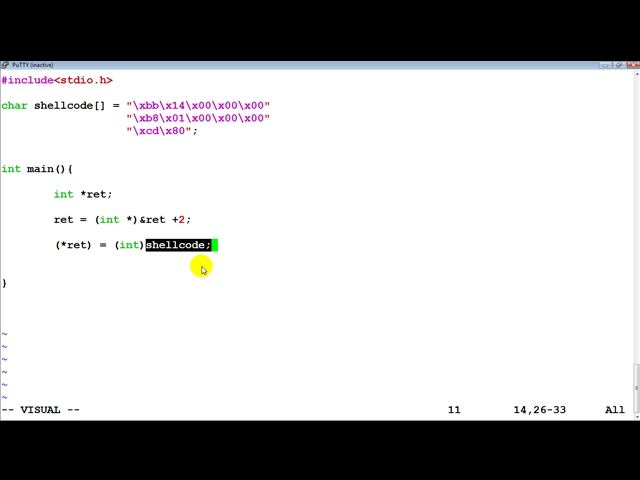 PuTTY (inactive)
#include<stdio.h>
char shellcode[] = "\xbb\x14\x00\x00\x00"
"\xb8\x01\x00\x00\x00"
"\xcd\x80";
int main(){
int *ret;
ret = (int *)&ret +2;
(*ret) = (int)shellcode;
}
~
~
~
~
~
~
-- VISUAL -- 11 14,26-33 All